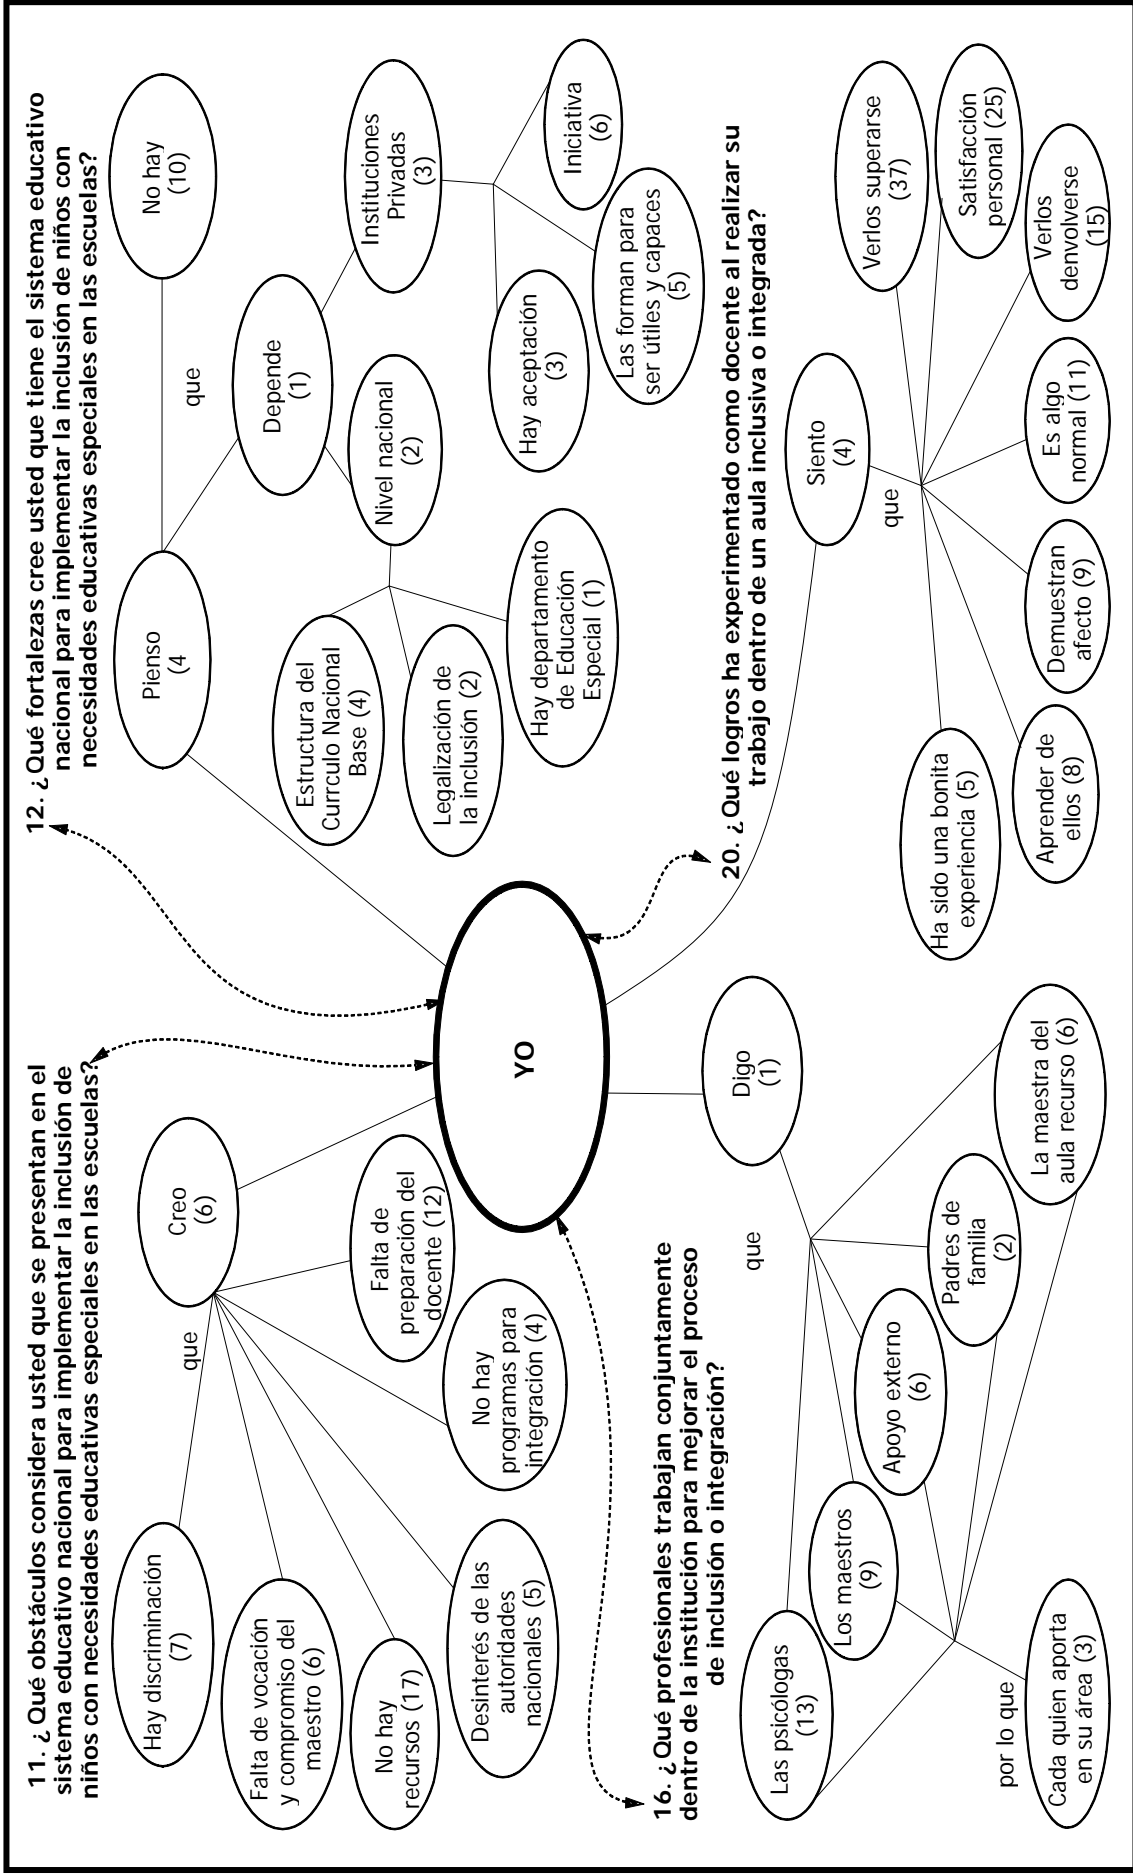 11. ¿Qué obstáculos considera usted que se presentan en el
sistema educativo nacional para implementar la inclusión de
niños con necesidades educativas especiales en las escuelas?
Creo
(6)
que
Hay discriminación
(7)
Falta de vocación
y compromiso del
maestro (6)
No hay
recursos (17)
Desinterés de las
autoridades
nacionales (5)
No hay
programas para
integración (4)
Falta de
preparación del
docente (12)
12. ¿Qué fortalezas cree usted que tiene el sistema educativo
nacional para implementar la inclusión de niños con
necesidades educativas especiales en las escuelas?
Pienso
(4
que
No hay
(10)
Depende
(1)
Nivel nacional
(2)
Instituciones
Privadas
(3)
Estructura del
Currculo Nacional
Base (4)
Legalización de
la inclusión (2)
Hay departamento
de Educación
Especial (1)
Hay aceptación
(3)
Las forman para
ser útiles y capaces
(5)
Iniciativa
(6)
YO
16. ¿Qué profesionales trabajan conjuntamente
dentro de la institución para mejorar el proceso
de inclusión o integración?
Digo
(1)
que
Las psicólogas
(13)
Los maestros
(9)
Apoyo externo
(6)
Padres de
familia
(2)
La maestra del
aula recurso (6)
por lo que
Cada quien aporta
en su área (3)
20. ¿Qué logros ha experimentado como docente al realizar su
trabajo dentro de un aula inclusiva o integrada?
Siento
(4)
que
Ha sido una bonita
experiencia (5)
Aprender de
ellos (8)
Demuestran
afecto (9)
Es algo
normal (11)
Verlos
denvolverse
(15)
Satisfacción
personal (25)
Verlos superarse
(37)